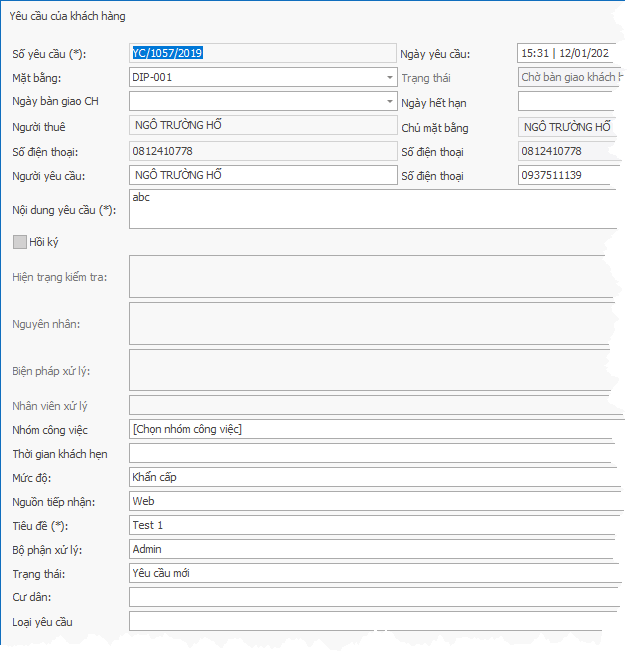 Yêu cầu của khách hàng
Số yêu cầu (*): YC/1057/2019 Ngày yêu cầu: 15:31 | 12/01/202
Mặt bằng: DIP-001 Trạng thái Chờ bàn giao khách h
Ngày bàn giao CH Ngày hết hạn
Người thuê NGÔ TRƯỜNG HỔ Chủ mặt bằng NGÔ TRƯỜNG HỔ
Số điện thoại: 0812410778 Số điện thoại 0812410778
Người yêu cầu: NGÔ TRƯỜNG HỔ Số điện thoại 0937511139
Nội dung yêu cầu (*): abc
Hồi ký
Hiện trạng kiểm tra:
Nguyên nhân:
Biện pháp xử lý:
Nhân viên xử lý
Nhóm công việc [Chọn nhóm công việc]
Thời gian khách hẹn
Mức độ: Khẩn cấp
Nguồn tiếp nhận: Web
Tiêu đề (*): Test 1
Bộ phận xử lý: Admin
Trạng thái: Yêu cầu mới
Cư dân:
Loại yêu cầu